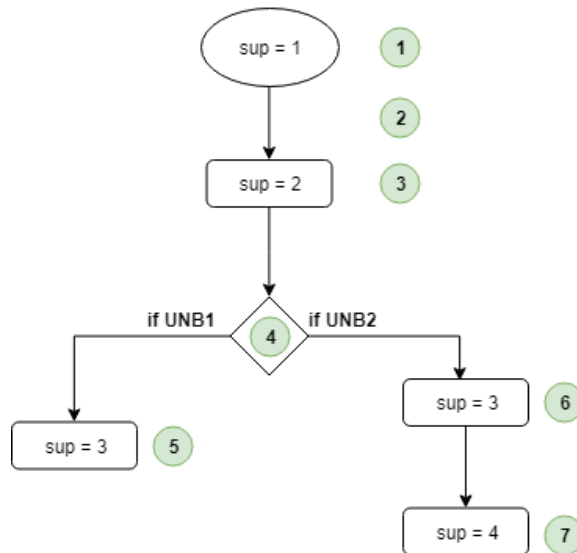 sup = 1
1
2
sup = 2
3
if UNB1
4
if UNB2
sup = 3
6
sup = 3
5
sup = 4
7